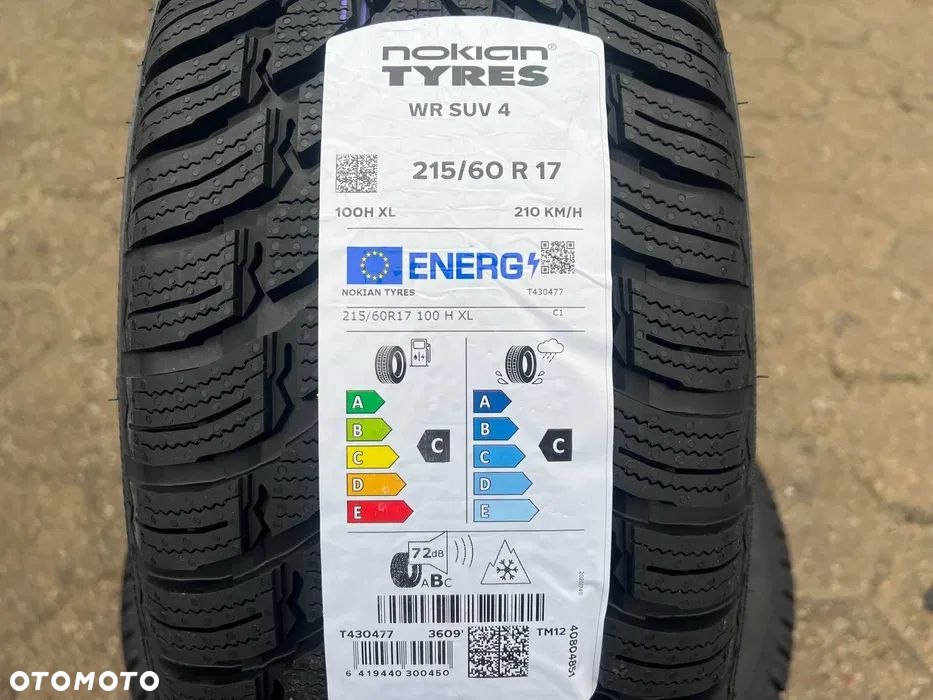 nokian®
TYRES
WR SUV 4
215/60 R 17
100H XL 210 KM/H
ENERG
NOKIAN TYRES T430477
215/60R17 100 H XL C1
A A
B B
C C C C
D D
E E
72dB
ABC
T430477 3609 TM12
6 419440 300450
OTOMOTO